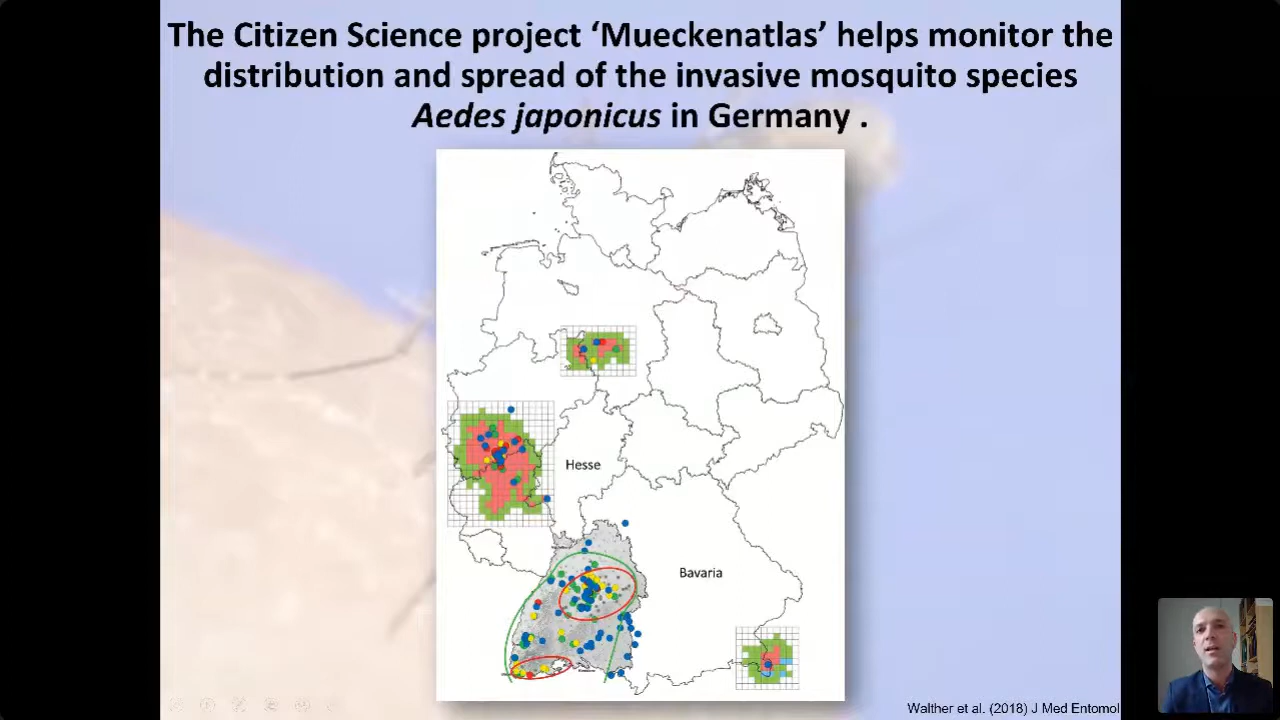 The Citizen Science project ‘Mueckenatlas’ helps monitor the
distribution and spread of the invasive mosquito species
Aedes japonicus in Germany .
Hesse
Bavaria
Walther et al. (2018) J Med Entomol